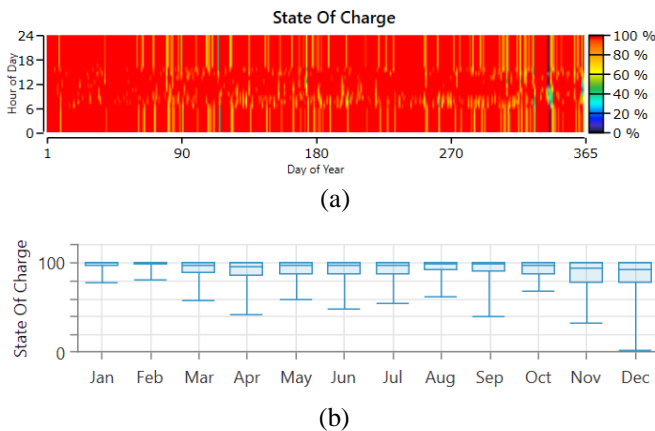 State Of Charge
24
18
12
6
0
Hour of Day
1 90 180 270 365
Day of Year
100 %
80 %
60 %
40 %
20 %
0 %
(a)
State Of Charge
100
0
Jan Feb Mar Apr May Jun Jul Aug Sep Oct Nov Dec
(b)